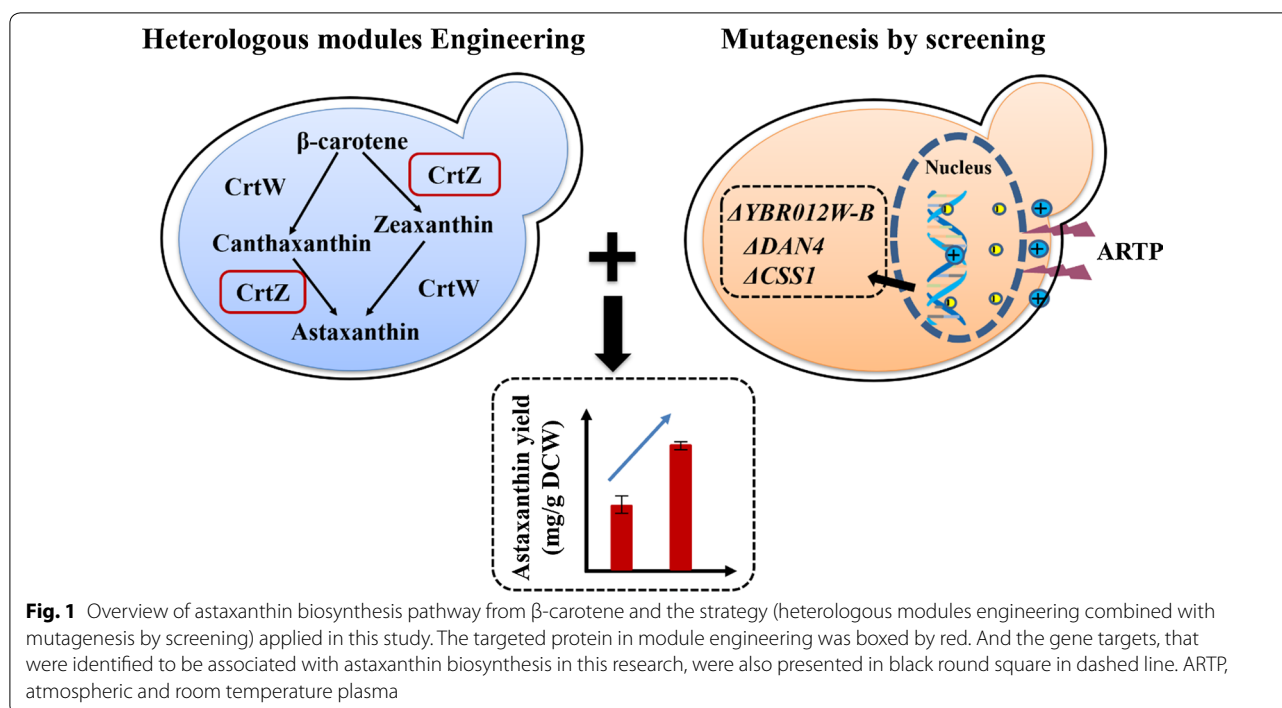 Heterologous modules Engineering
Mutagenesis by screening
β-carotene
CrtW
CrtZ
Zeaxanthin
Canthaxanthin
CrtZ
CrtW
Astaxanthin
+
Nucleus
ΔYBR012W-B
ΔDAN4
ΔCSS1
+
+
+
+
ARTP
Astaxanthin yield
(mg/g DCW)
Fig. 1 Overview of astaxanthin biosynthesis pathway from β-carotene and the strategy (heterologous modules engineering combined with
mutagenesis by screening) applied in this study. The targeted protein in module engineering was boxed by red. And the gene targets, that
were identified to be associated with astaxanthin biosynthesis in this research, were also presented in black round square in dashed line. ARTP,
atmospheric and room temperature plasma